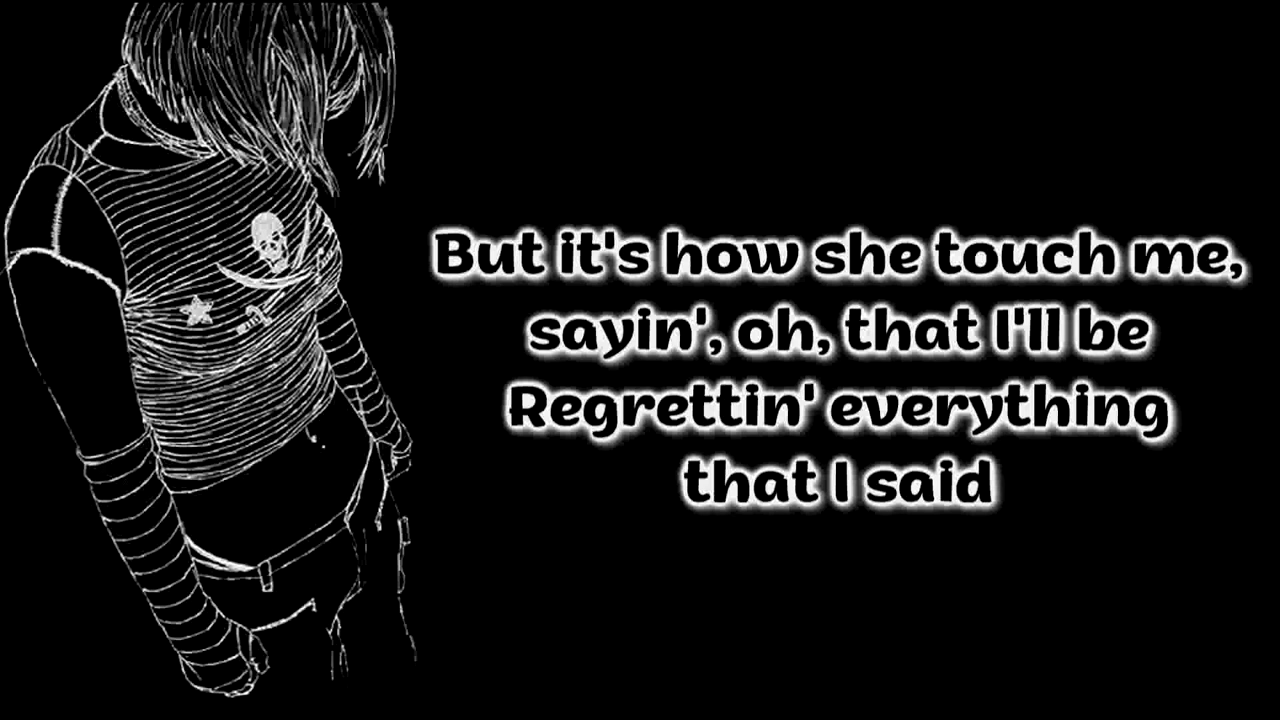 But it's how she touch me,
sayin', oh, that I'll be
Regrettin' everything
that I said